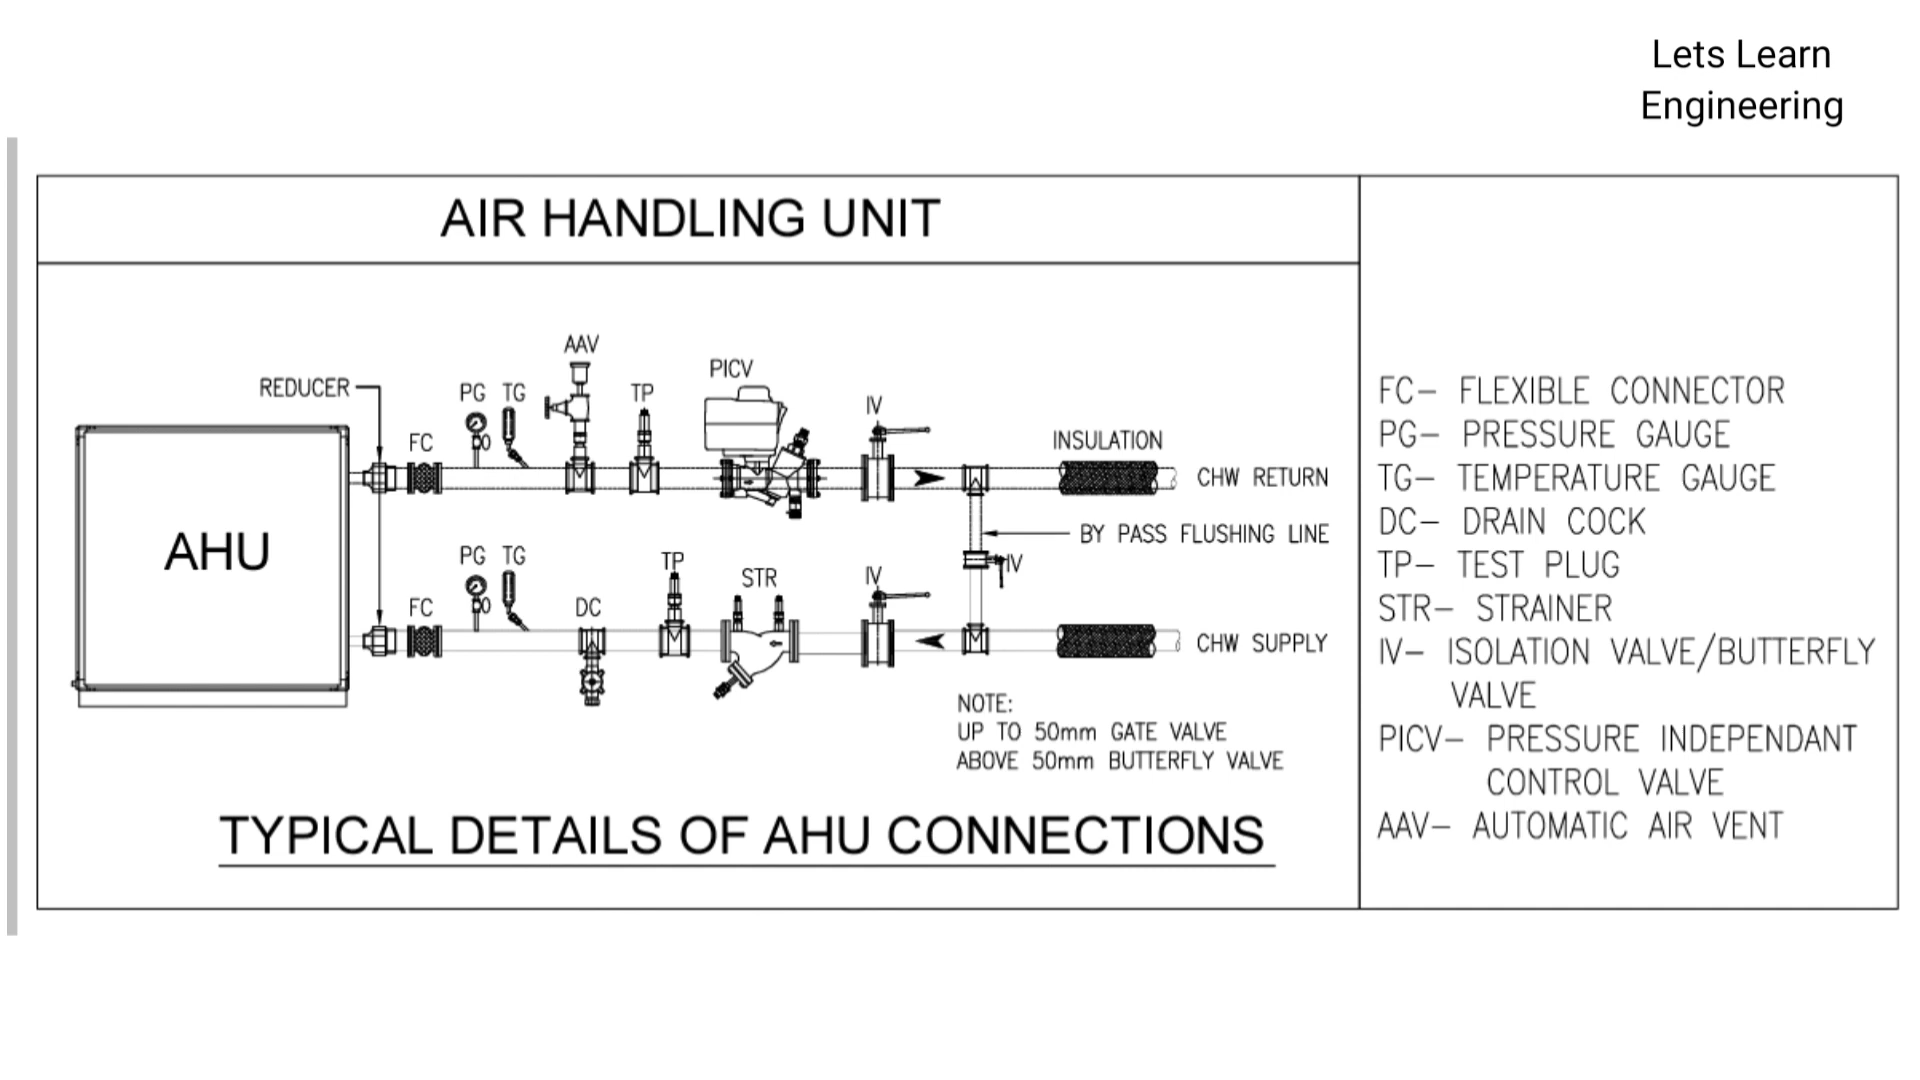 Lets Learn
Engineering
AIR HANDLING UNIT
AAV
PICV
REDUCER
PG TG
TP
IV
FC
INSULATION
CHW RETURN
AHU
BY PASS FLUSHING LINE
PG TG
TP
STR
IV
IV
FC
DC
CHW SUPPLY
NOTE:
UP TO 50mm GATE VALVE
ABOVE 50mm BUTTERFLY VALVE
TYPICAL DETAILS OF AHU CONNECTIONS
FC- FLEXIBLE CONNECTOR
PG- PRESSURE GAUGE
TG- TEMPERATURE GAUGE
DC- DRAIN COCK
TP- TEST PLUG
STR- STRAINER
IV- ISOLATION VALVE/BUTTERFLY
VALVE
PICV- PRESSURE INDEPENDANT
CONTROL VALVE
AAV- AUTOMATIC AIR VENT